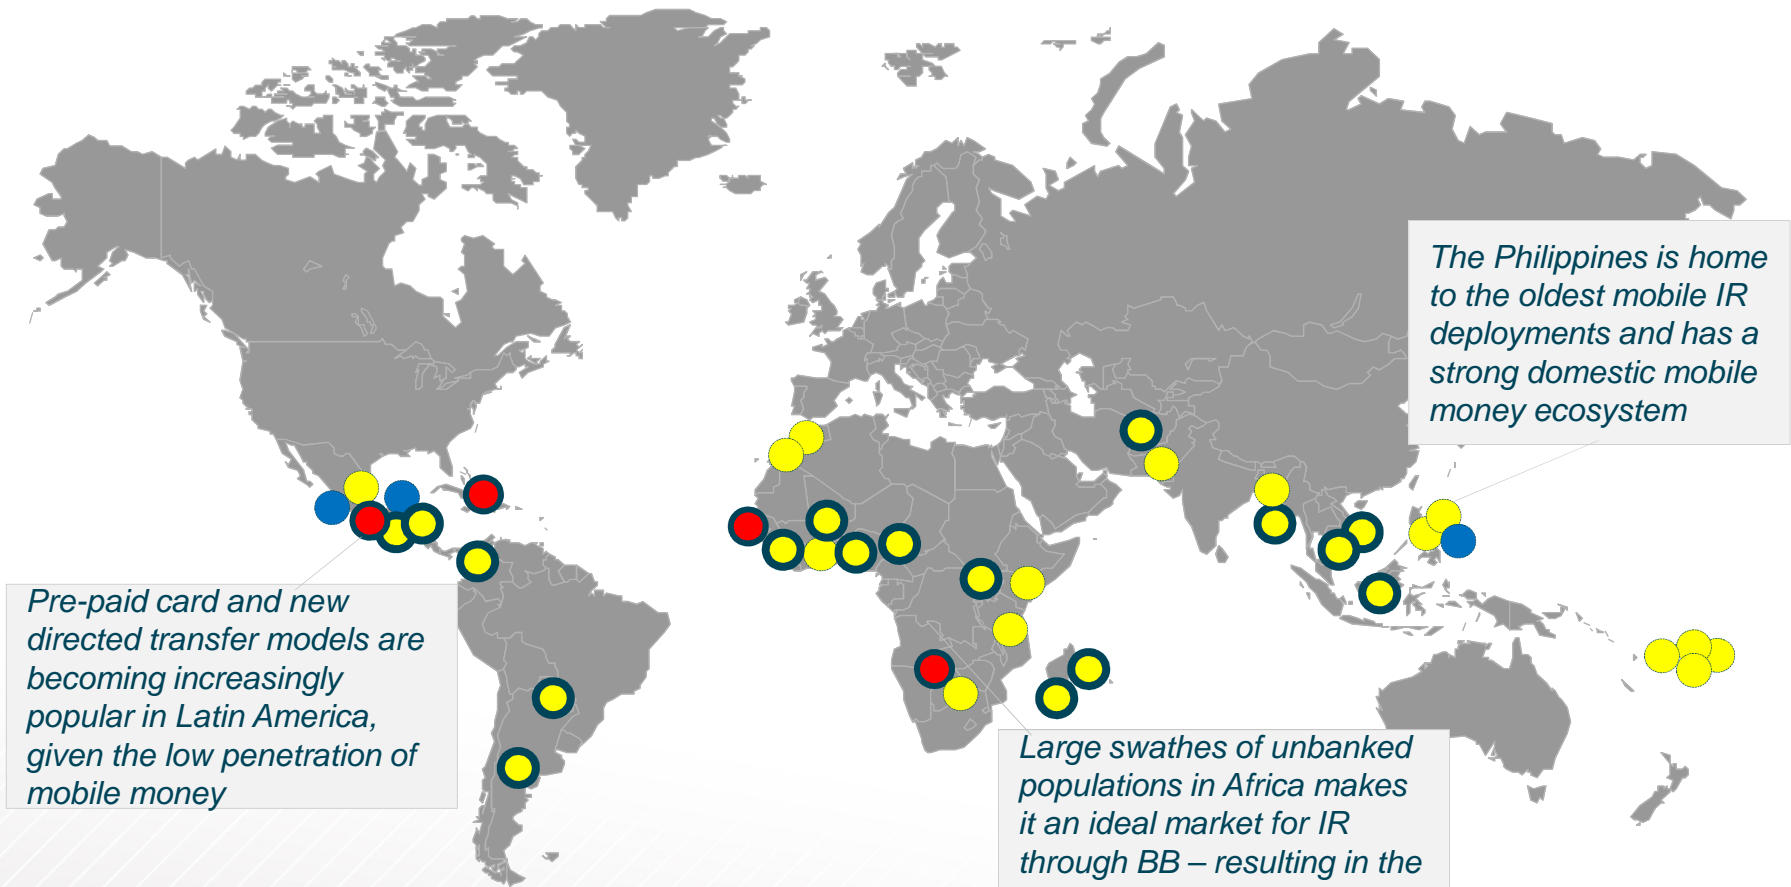 The Philippines is home
to the oldest mobile IR
deployments and has a
strong domestic mobile
money ecosystem
Pre-paid card and new
directed transfer models are
becoming increasingly
popular in Latin America,
given the low penetration of
mobile money
Large swathes of unbanked
populations in Africa makes
it an ideal market for IR
through BB – resulting in the